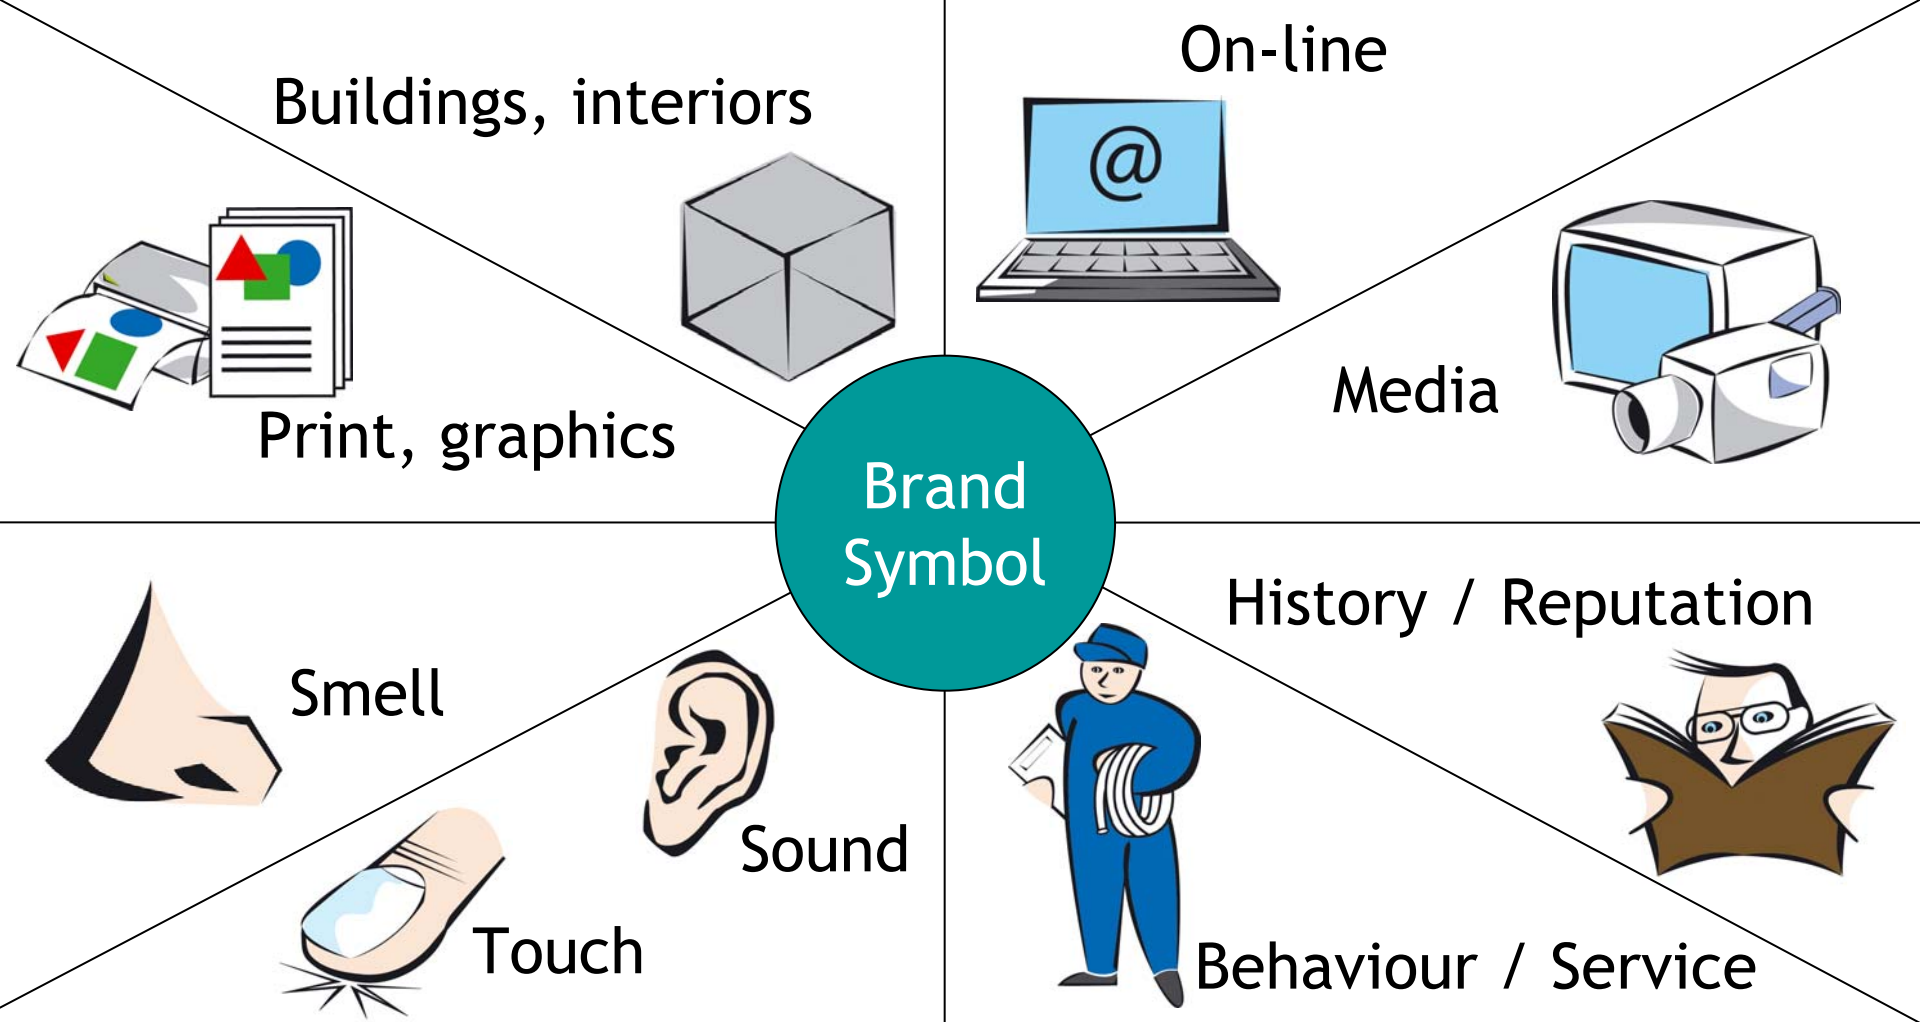 Buildings, interiors
On-line
@
Print, graphics
Media
Brand
Symbol
Smell
Sound
Touch
History / Reputation
Behaviour / Service